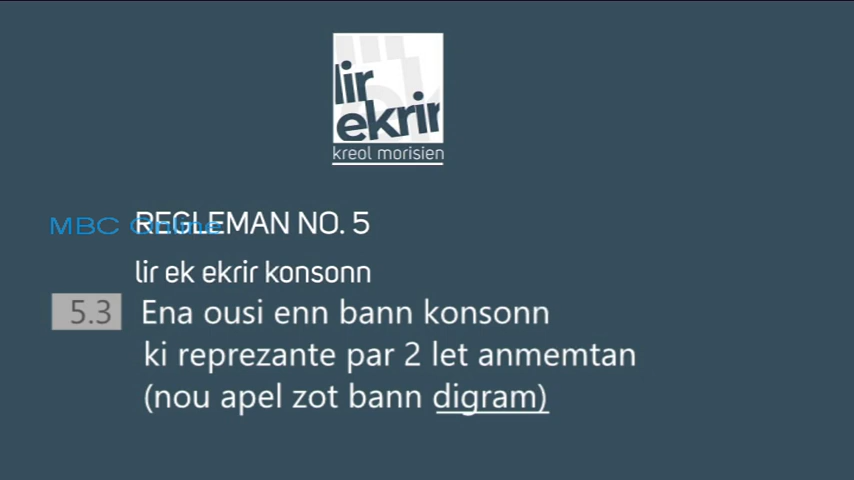 lir
ekrir
kreol morisien
REGLEMAN NO. 5
MBC Online
lir ek ekrir konsonn
5.3 Ena ousi enn bann konsonn
ki reprezante par 2 let anmemtan
(nou apel zot bann digram)